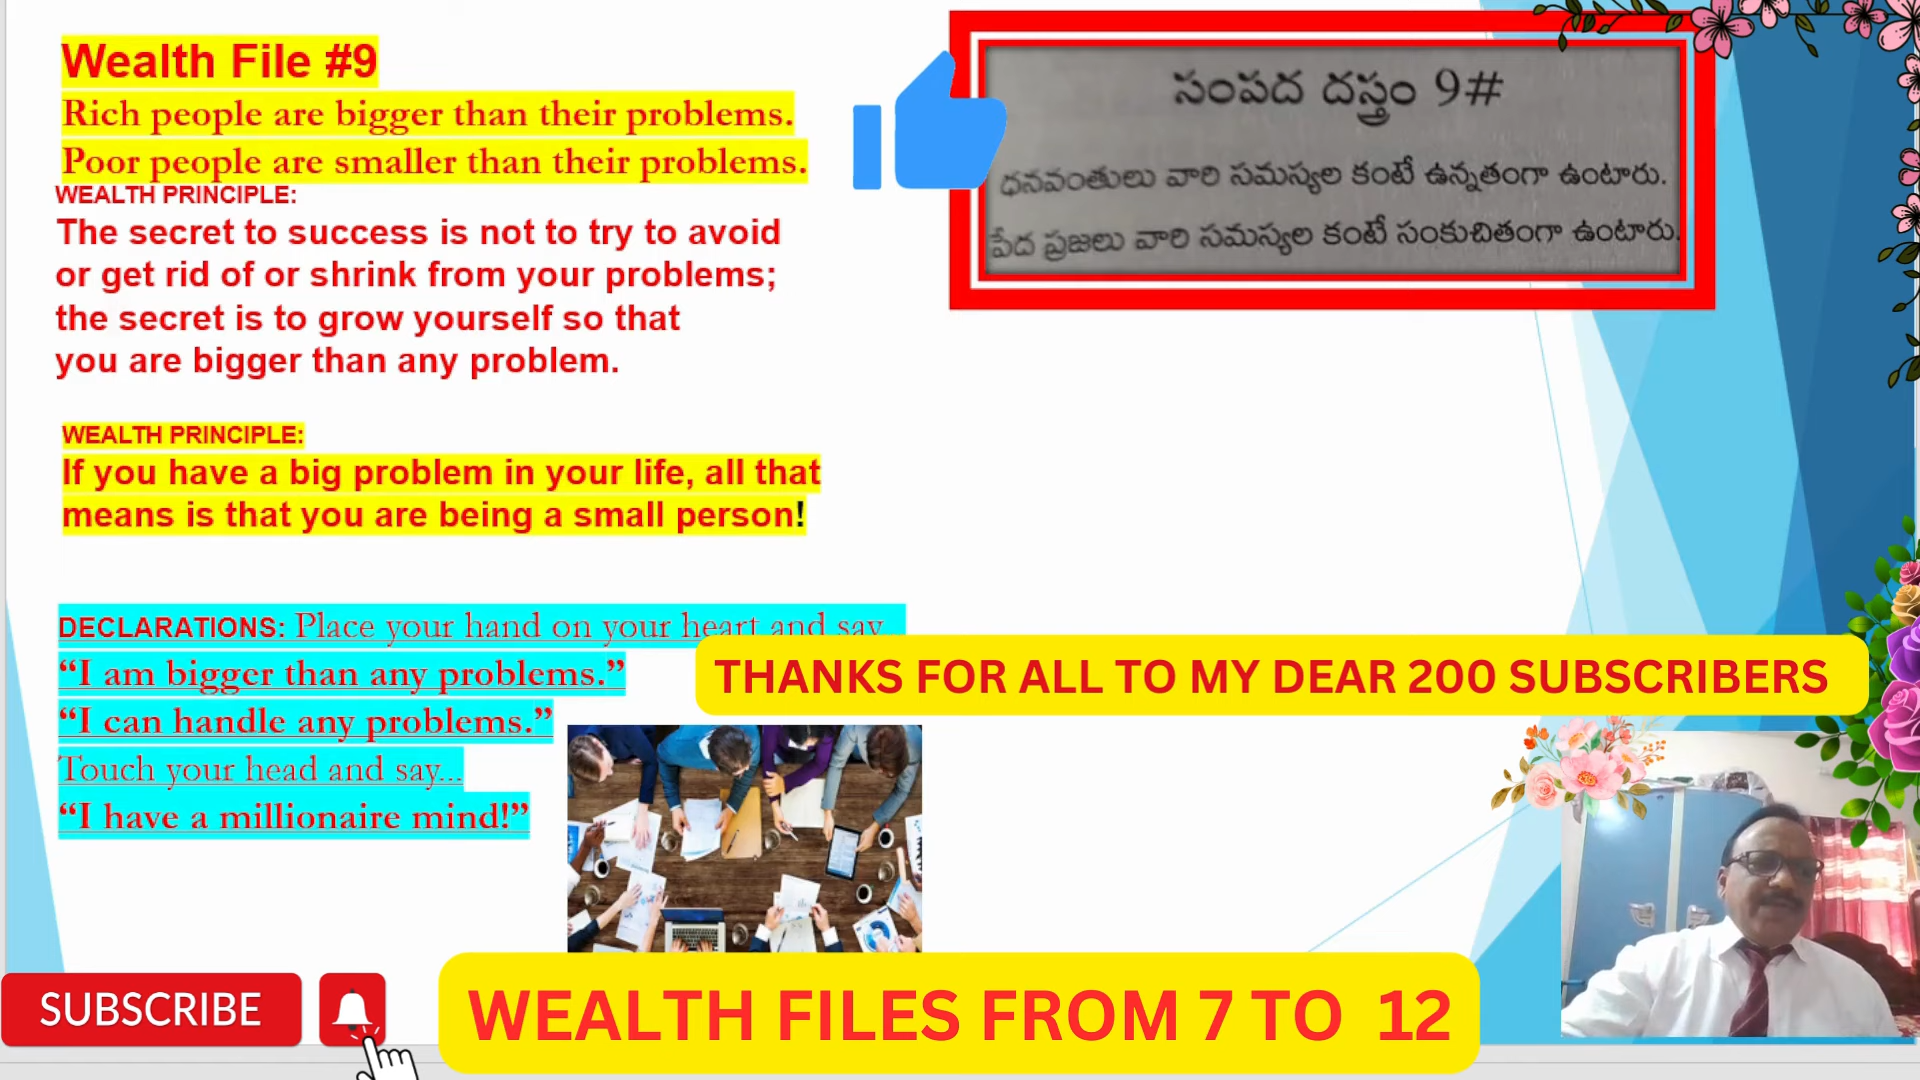 Wealth File #9
Rich people are bigger than their problems.
Poor people are smaller than their problems.
WEALTH PRINCIPLE:
The secret to success is not to try to avoid
or get rid of or shrink from your problems;
the secret is to grow yourself so that
you are bigger than any problem.
WEALTH PRINCIPLE:
If you have a big problem in your life, all that
means is that you are being a small person!
DECLARATIONS: Place your hand on your heart and say...
“I am bigger than any problems.”
“I can handle any problems.”
Touch your head and say...
“I have a millionaire mind!”
సంపద దస్త్రం 9#
ధనవంతులు వారి సమస్యల కంటే ఉన్నతంగా ఉంటారు.
పేద ప్రజలు వారి సమస్యల కంటే సంకుచితంగా ఉంటారు.
THANKS FOR ALL TO MY DEAR 200 SUBSCRIBERS
SUBSCRIBE
WEALTH FILES FROM 7 TO 12